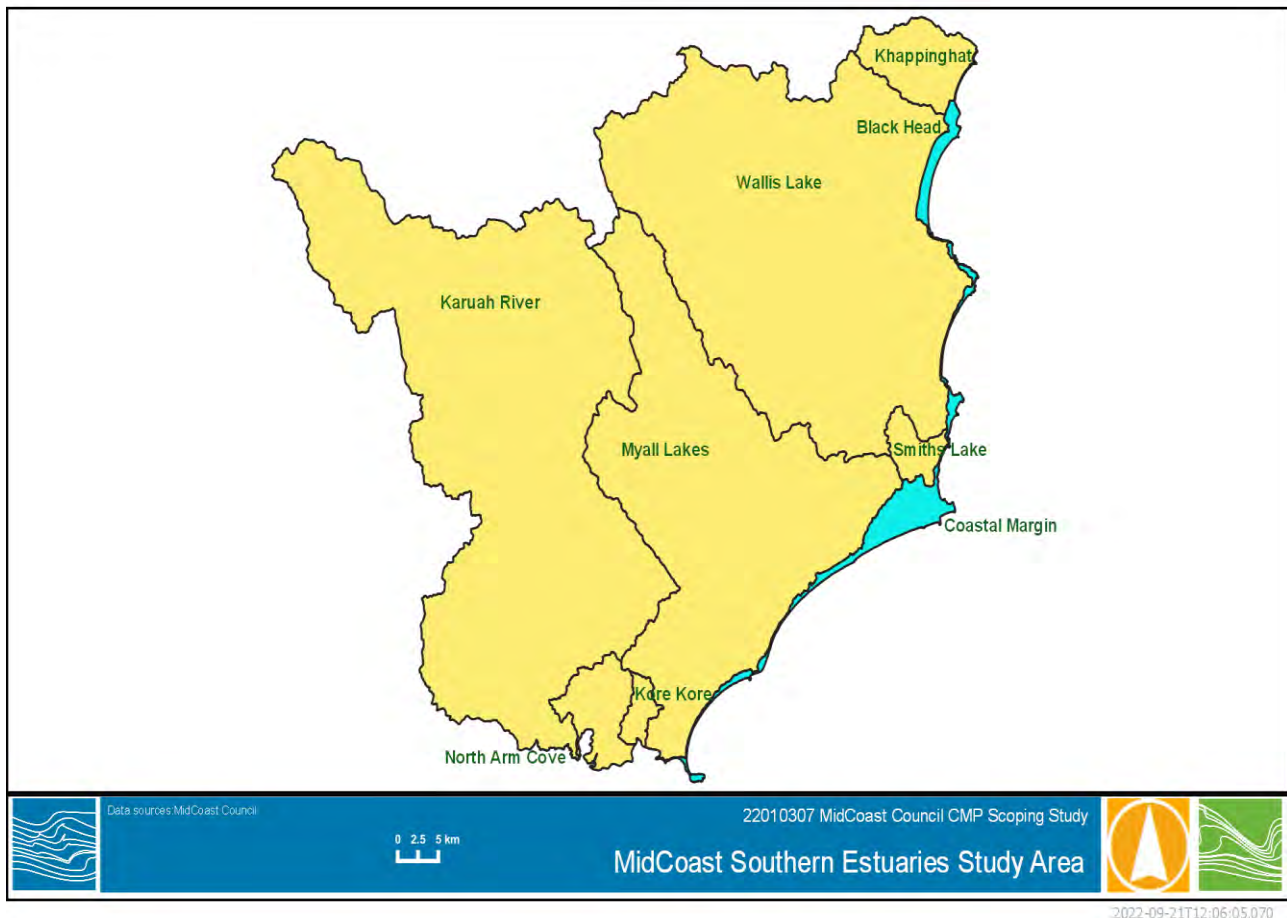 Khappinghat
Black Head
Wallis Lake
Karuah River
Myall Lakes
Smiths Lake
Coastal Margin
Kore Kore
North Arm Cove
Data sources:MidCoast Council
22010307 MidCoast Council CMP Scoping Study
0 2.5 5 km
MidCoast Southern Estuaries Study Area
2022-09-21T12:06:05.070